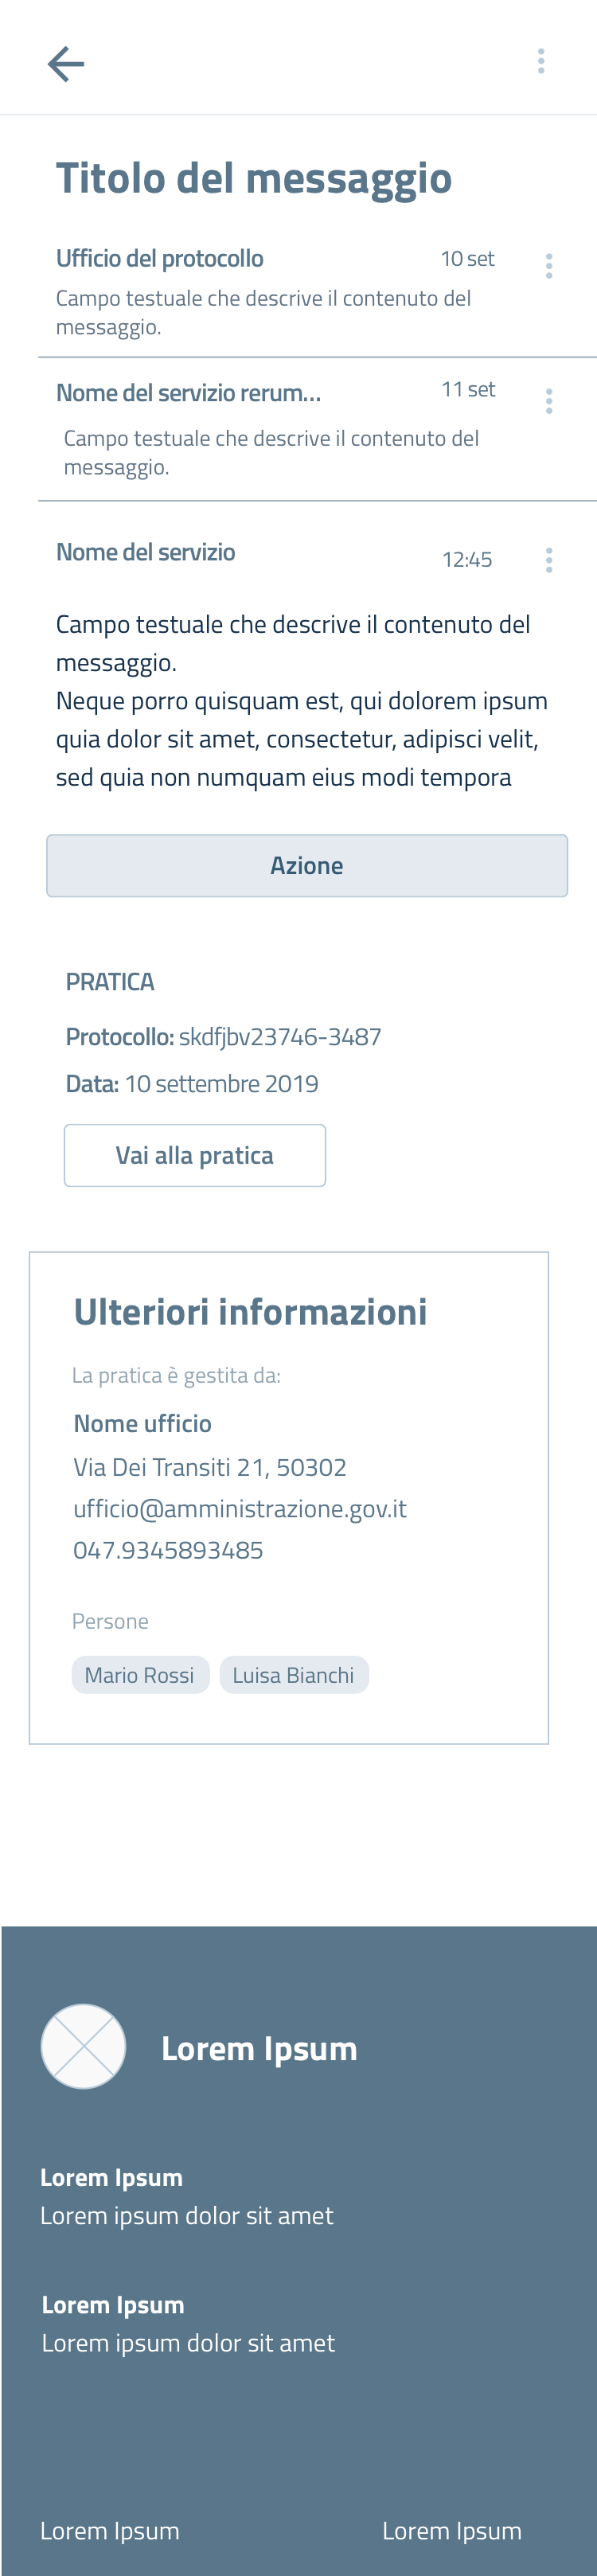 Titolo del messaggio
Ufficio del protocollo 10 set
Campo testuale che descrive il contenuto del
messaggio.
Nome del servizio rerum... 11 set
Campo testuale che descrive il contenuto del
messaggio.
Nome del servizio 12:45
Campo testuale che descrive il contenuto del
messaggio.
Neque porro quisquam est, qui dolorem ipsum
quia dolor sit amet, consectetur, adipisci velit,
sed quia non numquam eius modi tempora
Azione
PRATICA
Protocollo: skdfjbv23746-3487
Data: 10 settembre 2019
Vai alla pratica
Ulteriori informazioni
La pratica è gestita da:
Nome ufficio
Via Dei Transiti 21, 50302
ufficio@amministrazione.gov.it
047.9345893485
Persone
Mario Rossi Luisa Bianchi
Lorem Ipsum
Lorem Ipsum
Lorem ipsum dolor sit amet
Lorem Ipsum
Lorem ipsum dolor sit amet
Lorem Ipsum Lorem Ipsum